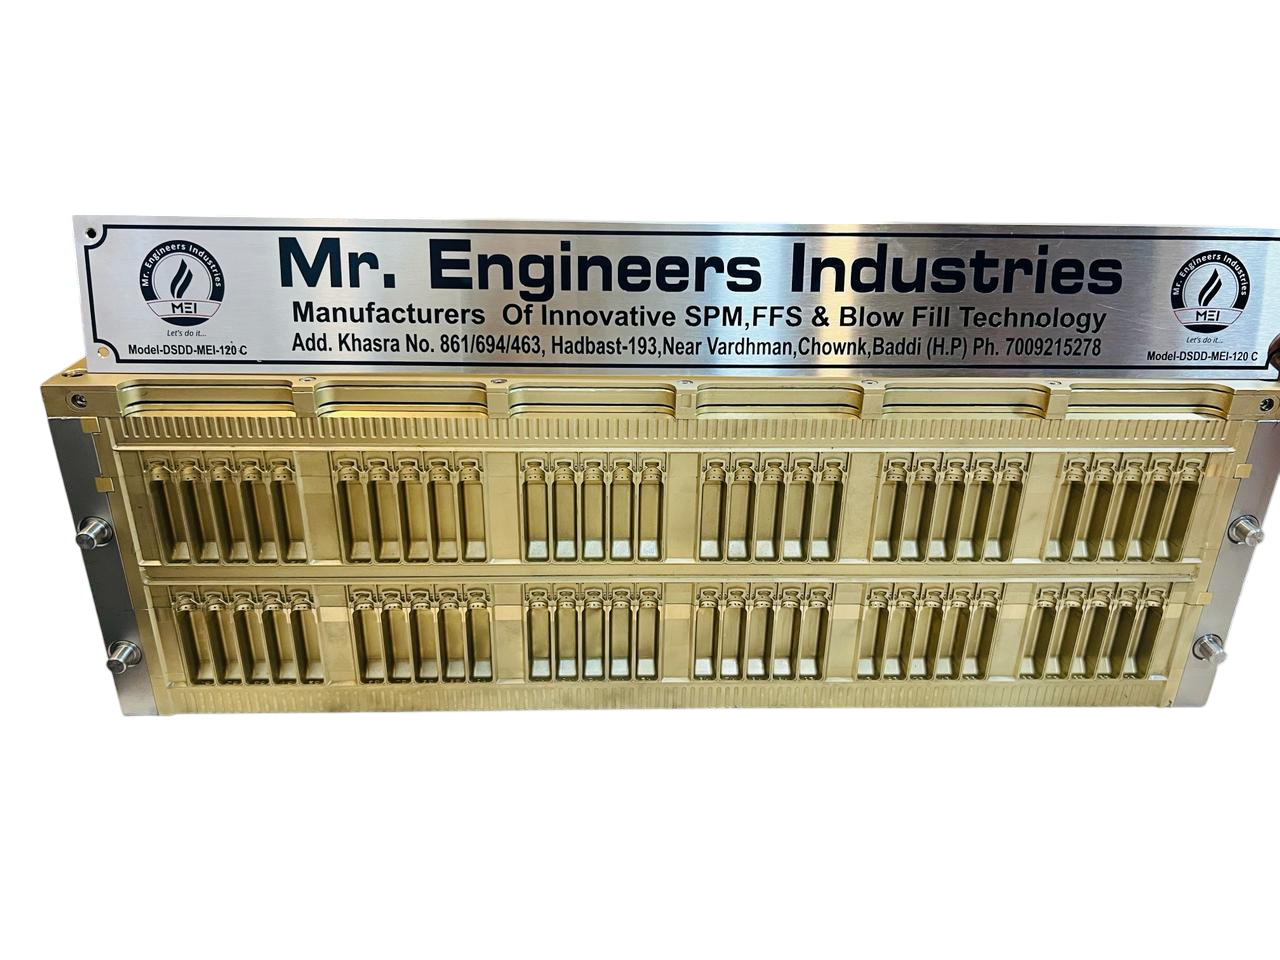 Mr. Engineers Industries
MEI
Let's do it...
Model-DSDD-MEI-120 C
Mr. Engineers Industries
Manufacturers Of Innovative SPM,FFS & Blow Fill Technology
Add. Khasra No. 861/694/463, Hadbast-193,Near Vardhman,Chownk,Baddi (H.P) Ph. 7009215278
Mr. Engineers Industries
MEI
Let's do it...
Model-DSDD-MEI-120 C